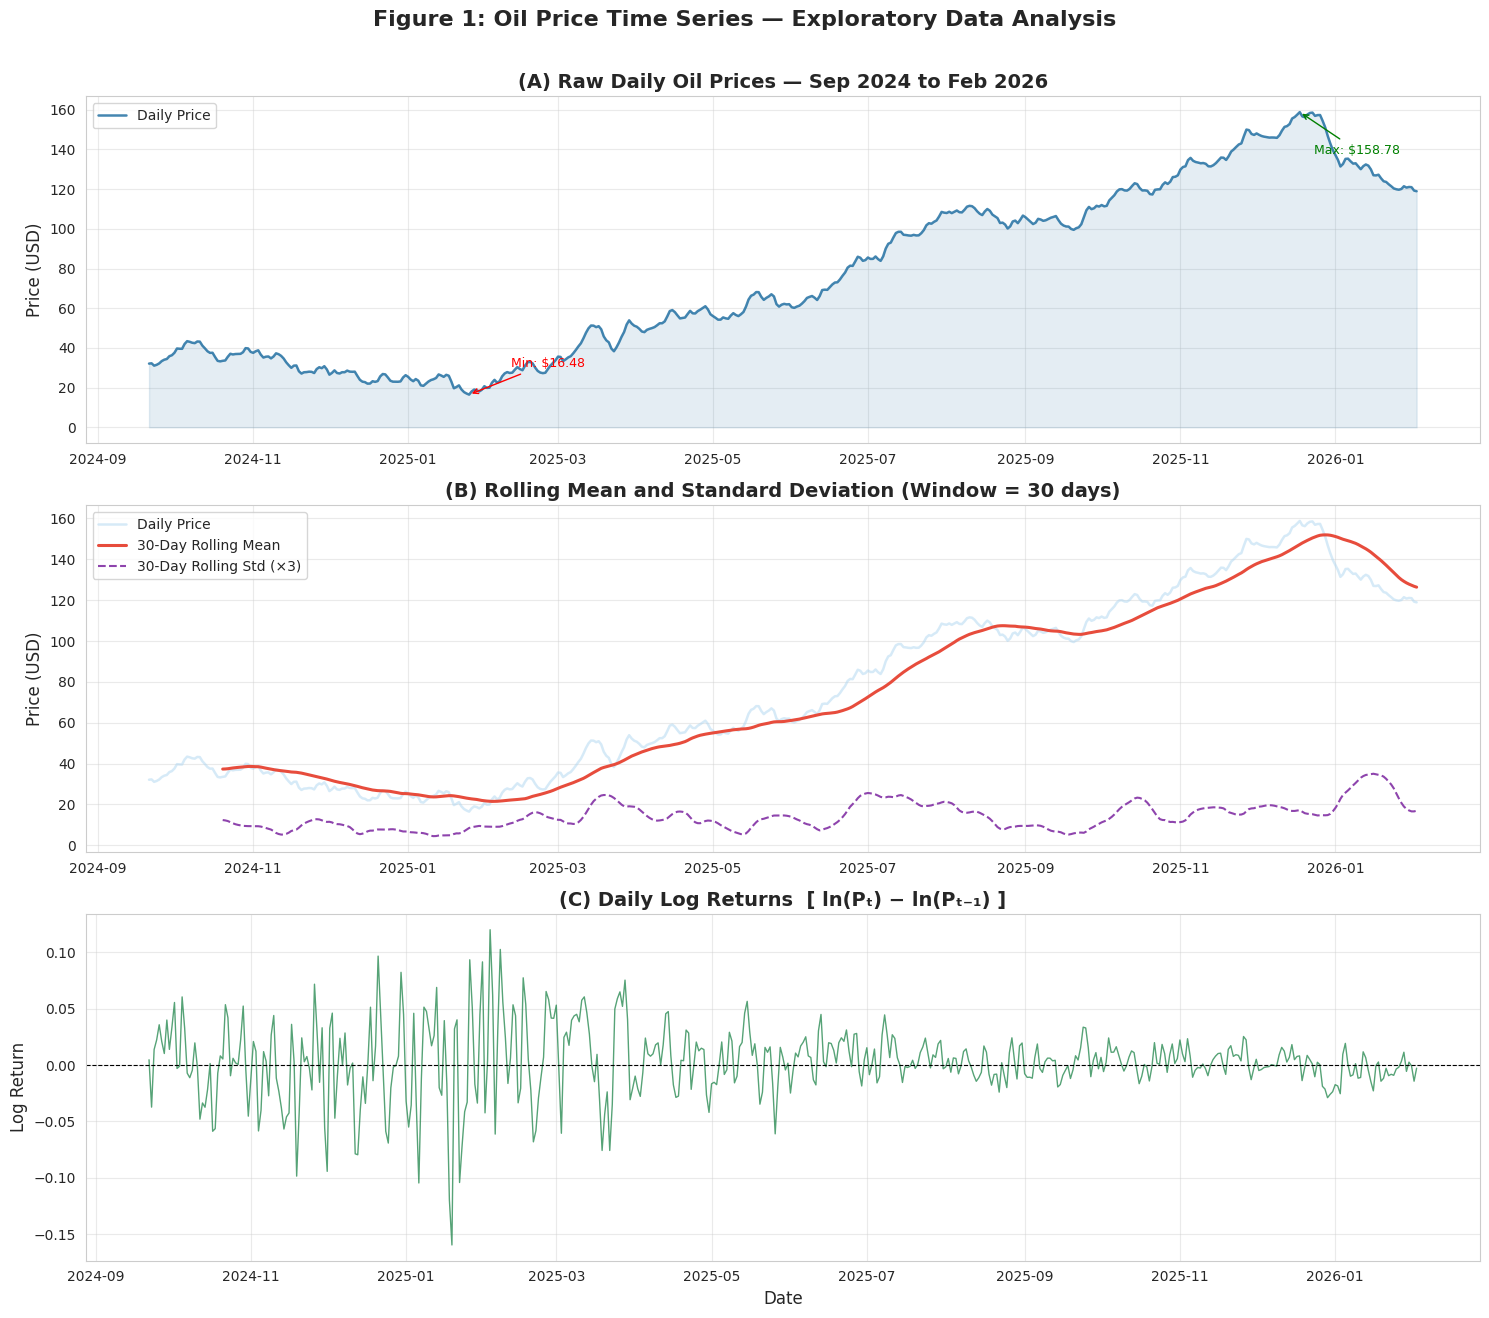 Figure 1: Oil Price Time Series — Exploratory Data Analysis
(A) Raw Daily Oil Prices — Sep 2024 to Feb 2026
Price (USD)
160
140
120
100
80
60
40
20
0
Daily Price
Max: $158.78
Min: $16.48
2024-09 2024-11 2025-01 2025-03 2025-05 2025-07 2025-09 2025-11 2026-01
(B) Rolling Mean and Standard Deviation (Window = 30 days)
Price (USD)
160
140
120
100
80
60
40
20
0
Daily Price
30-Day Rolling Mean
30-Day Rolling Std (×3)
2024-09 2024-11 2025-01 2025-03 2025-05 2025-07 2025-09 2025-11 2026-01
(C) Daily Log Returns [ ln(Pₜ) − ln(Pₜ₋₁) ]
Log Return
0.10
0.05
0.00
−0.05
−0.10
−0.15
2024-09 2024-11 2025-01 2025-03 2025-05 2025-07 2025-09 2025-11 2026-01
Date